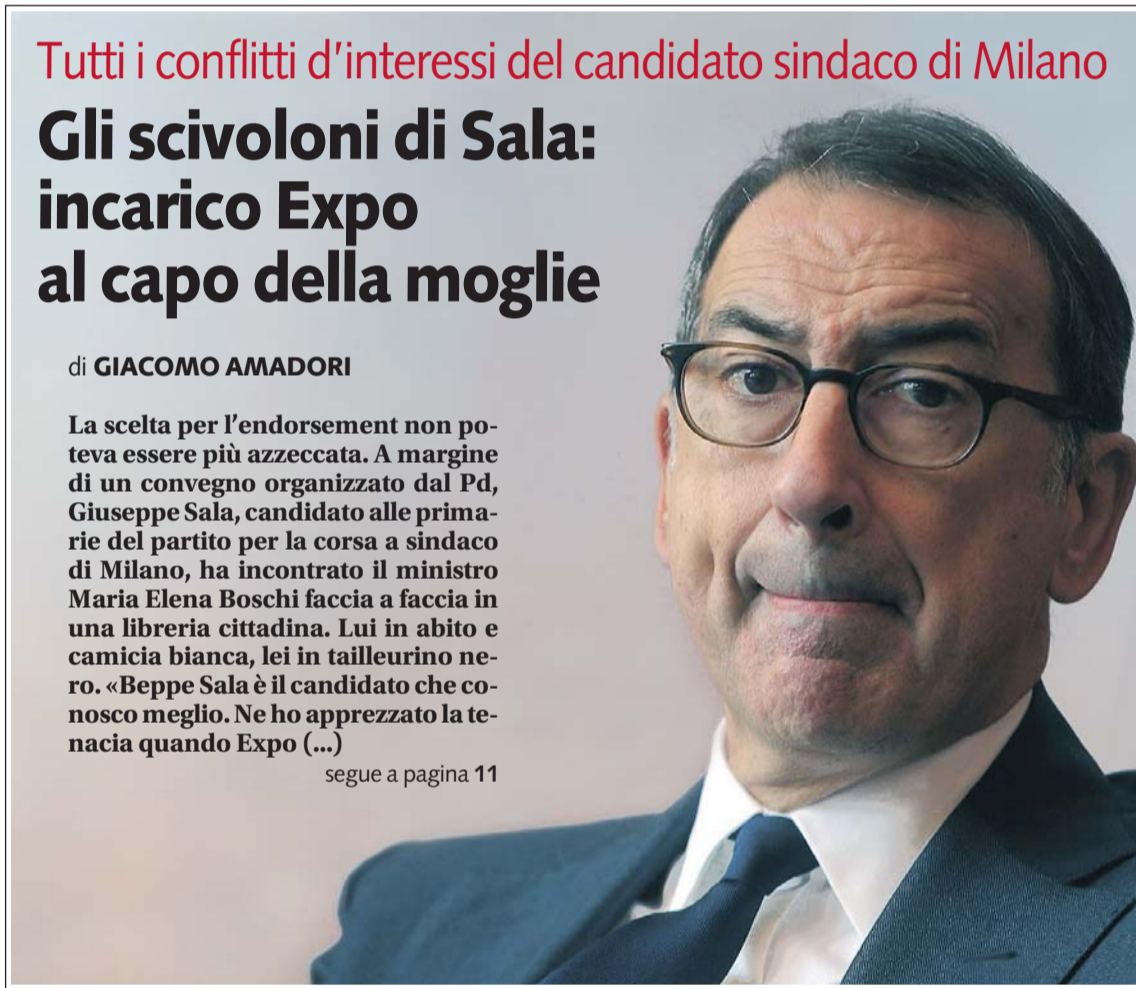 Tutti i conflitti d'interessi del candidato sindaco di Milano
Gli scivoloni di Sala:
incarico Expo
al capo della moglie
di GIACOMO AMADORI
La scelta per l'endorsement non po-
teva essere più azzeccata. A margine
di un convegno organizzato dal Pd,
Giuseppe Sala, candidato alle prima-
rie del partito per la corsa a sindaco
di Milano, ha incontrato il ministro
Maria Elena Boschi faccia a faccia in
una libreria cittadina. Lui in abito e
camicia bianca, lei in tailleurino ne-
ro. «Beppe Sala è il candidato che co-
nosco meglio. Ne ho apprezzato la te-
nacia quando Expo (...)
segue a pagina 11